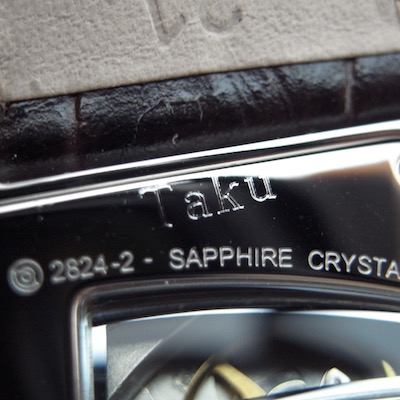 Taku
2824-2 - SAPPHIRE CRYSTA